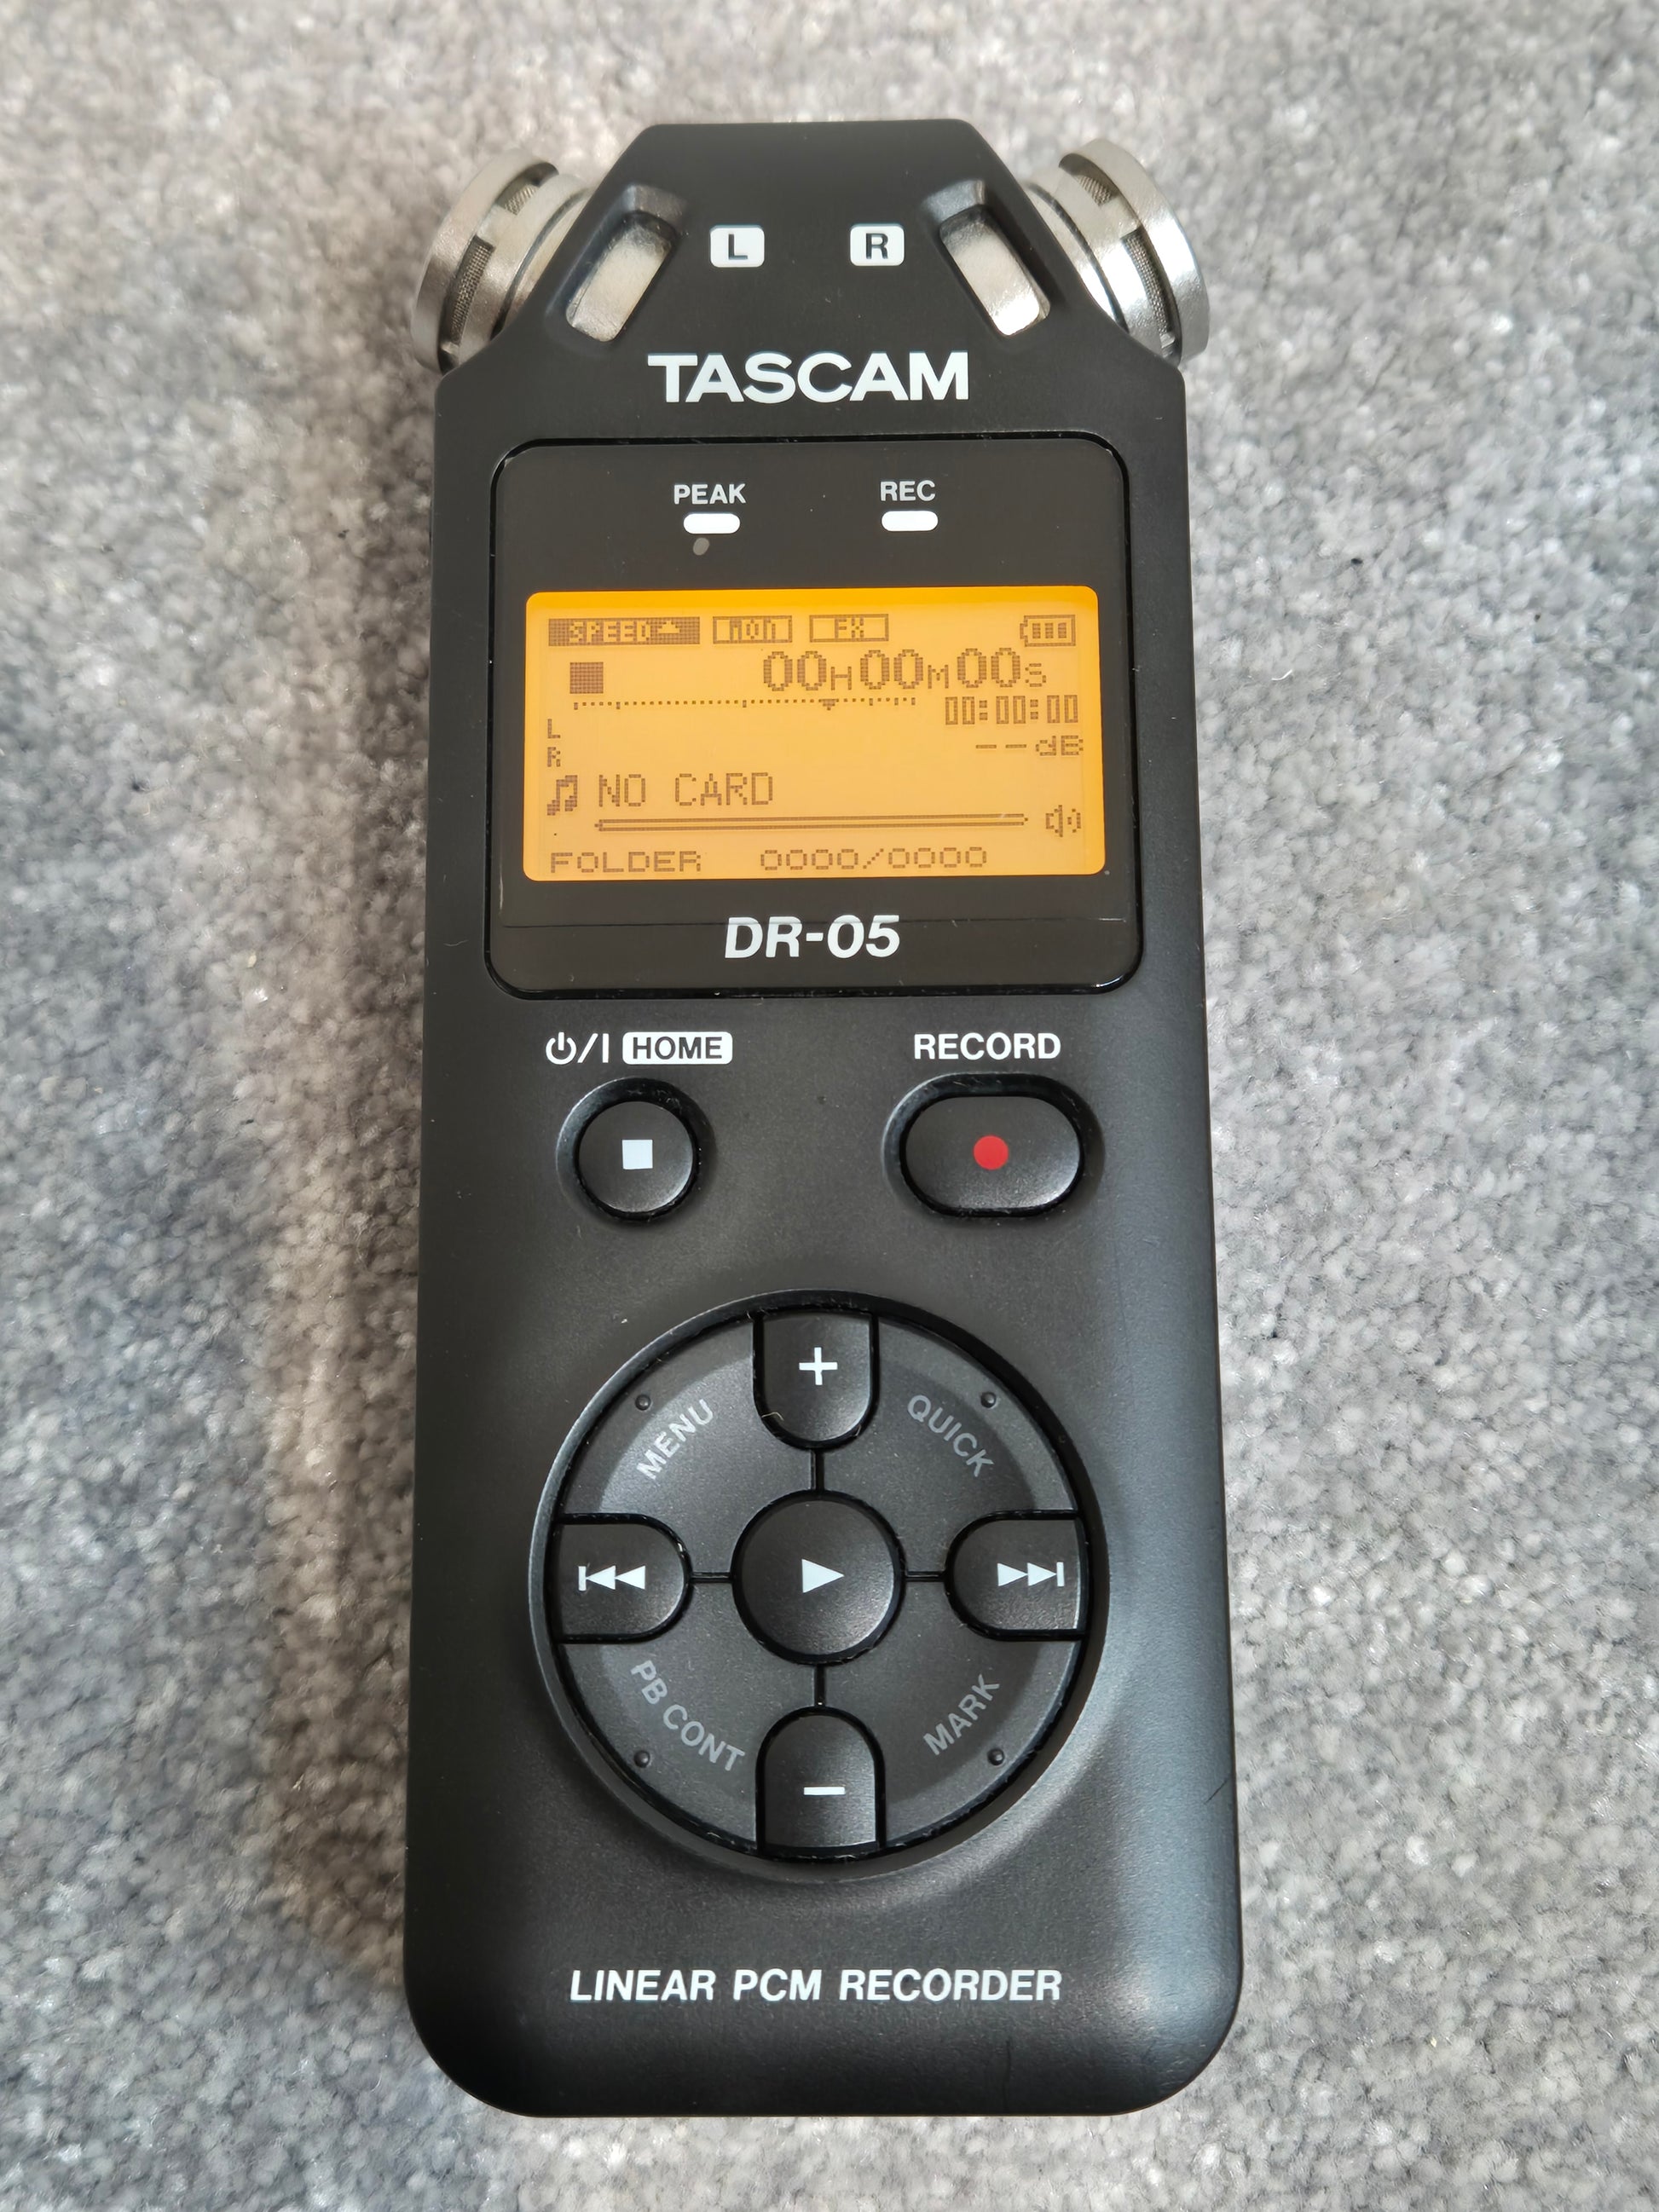 L R
TASCAM
PEAK REC
SPEED MON FX
00H00M00S
00:00:00
L
R
--dB
NO CARD
FOLDER 0000/0000
DR-05
/I HOME RECORD
MENU QUICK
PB CONT MARK
LINEAR PCM RECORDER